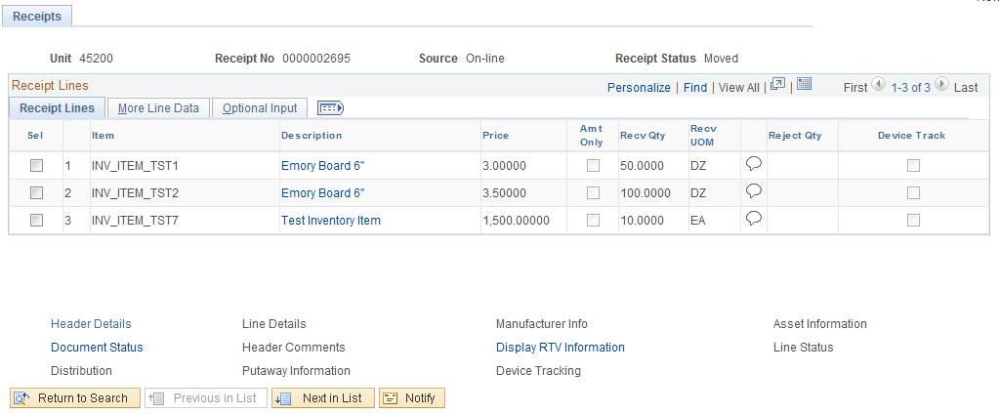 Receipts
Unit 45200 Receipt No 0000002695 Source On-line Receipt Status Moved
Receipt Lines Personalize | Find | View All | | First 1-3 of 3 Last
Receipt Lines More Line Data Optional Input
Sel Item Description Price Amt Only Recv Qty Recv UOM Reject Qty Device Track
1 INV_ITEM_TST1 Emory Board 6" 3.00000 50.0000 DZ
2 INV_ITEM_TST2 Emory Board 6" 3.50000 100.0000 DZ
3 INV_ITEM_TST7 Test Inventory Item 1,500.00000 10.0000 EA
Header Details Line Details Manufacturer Info Asset Information
Document Status Header Comments Display RTV Information Line Status
Distribution Putaway Information Device Tracking
Return to Search Previous in List Next in List Notify